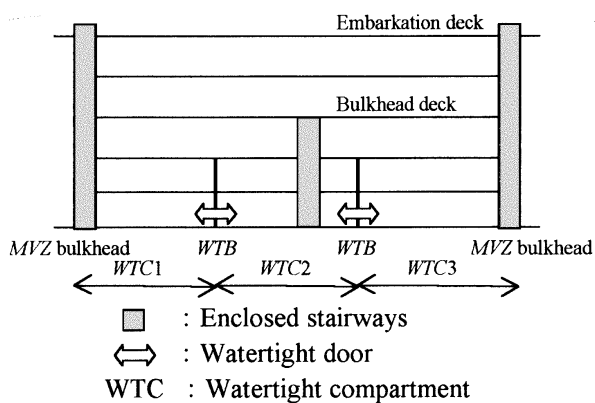 Embarkation deck
Bulkhead deck
MVZ bulkhead WTB WTB MVZ bulkhead
WTC1 WTC2 WTC3
: Enclosed stairways
: Watertight door
WTC : Watertight compartment